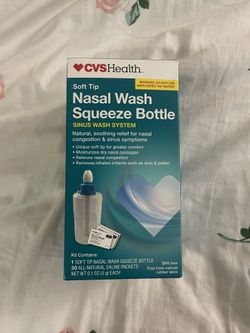 CVSHealth.
Soft Tip
WARNING: DO NOT USE
UNFILTERED TAP WATER
Nasal Wash
Squeeze Bottle
SINUS WASH SYSTEM
Natural, soothing relief for nasal
congestion & sinus symptoms
• Unique soft tip for greater comfort
• Moisturizes dry nasal passages
• Relieves nasal congestion
• Removes inhaled irritants such as dust & pollen
Kit Contains:
1 SOFT TIP NASAL WASH SQUEEZE BOTTLE
30 ALL-NATURAL SALINE PACKETS
NET WT 0.1 OZ (3 g) EACH
BPA free
Free from natural
rubber latex